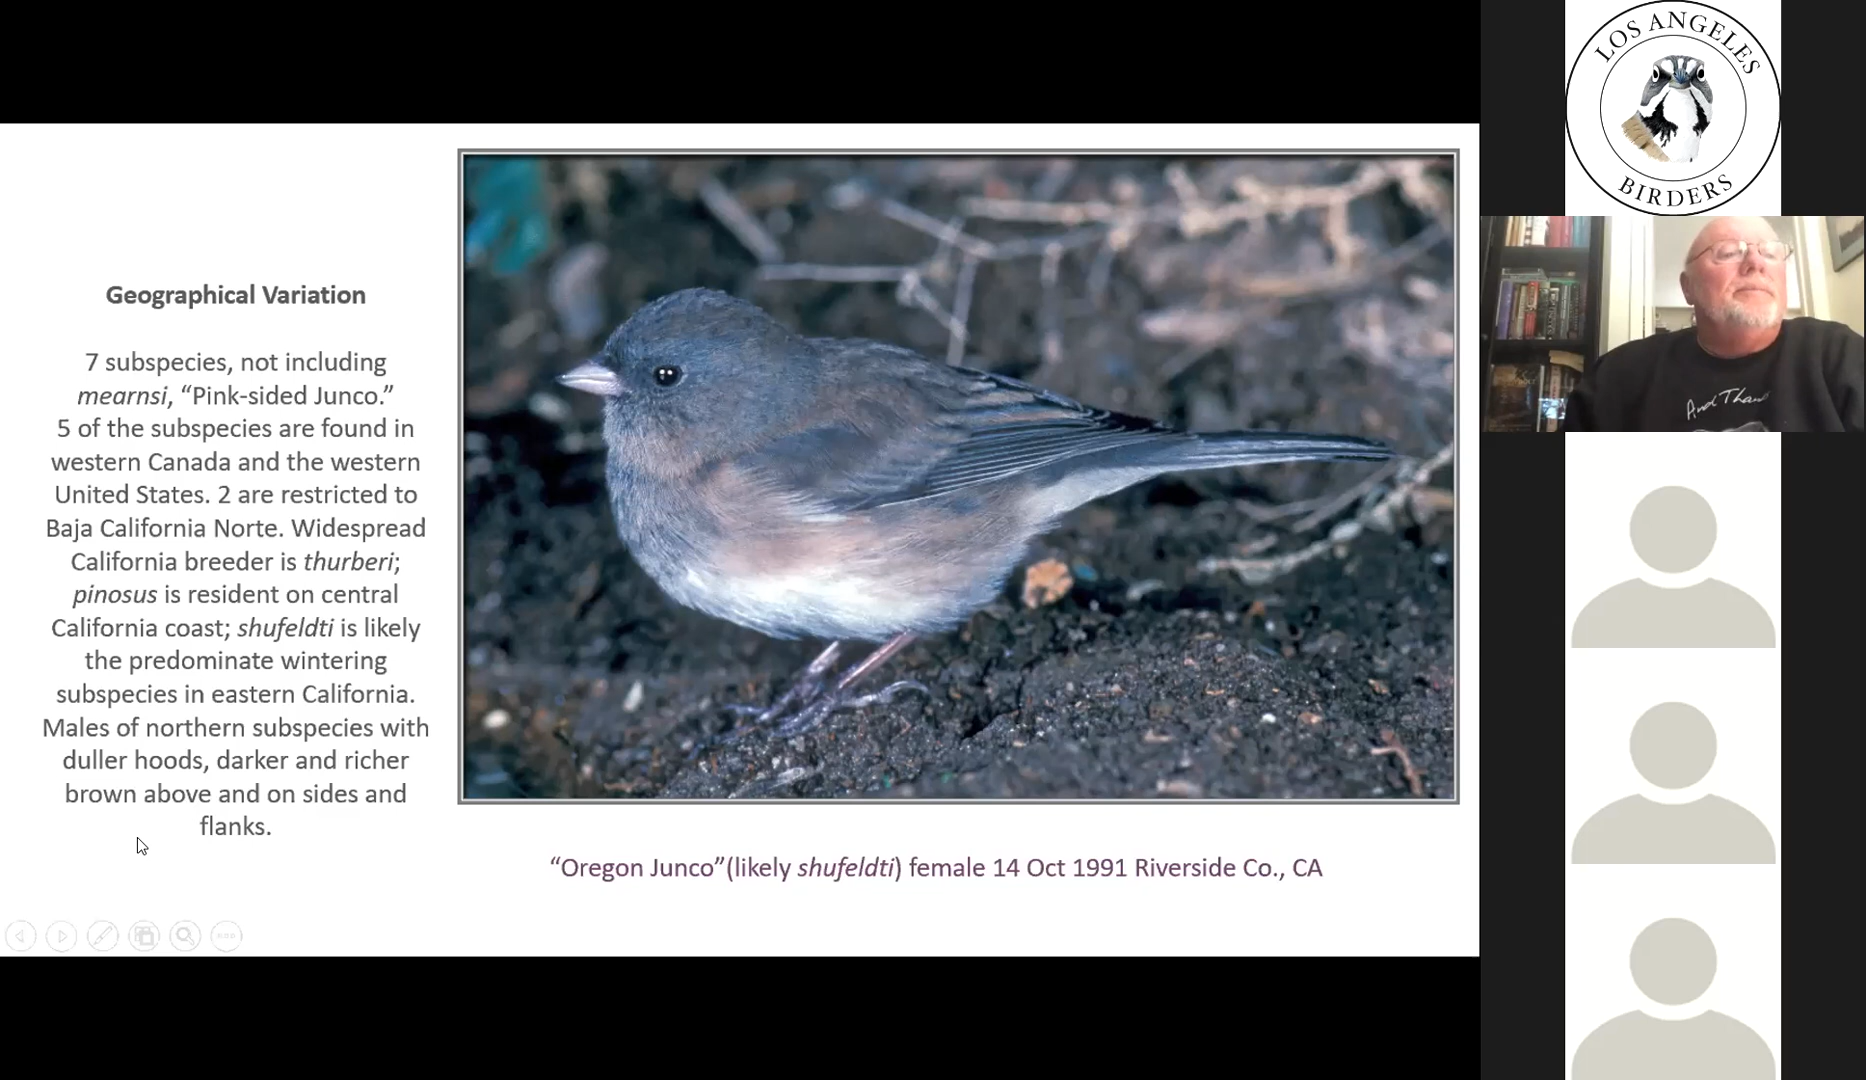 Geographical Variation
7 subspecies, not including
mearnsi, “Pink-sided Junco.”
5 of the subspecies are found in
western Canada and the western
United States. 2 are restricted to
Baja California Norte. Widespread
California breeder is thurberi;
pinosus is resident on central
California coast; shufeldti is likely
the predominate wintering
subspecies in eastern California.
Males of northern subspecies with
duller hoods, darker and richer
brown above and on sides and
flanks.
“Oregon Junco”(likely shufeldti) female 14 Oct 1991 Riverside Co., CA
LOS ANGELES
BIRDERS
And